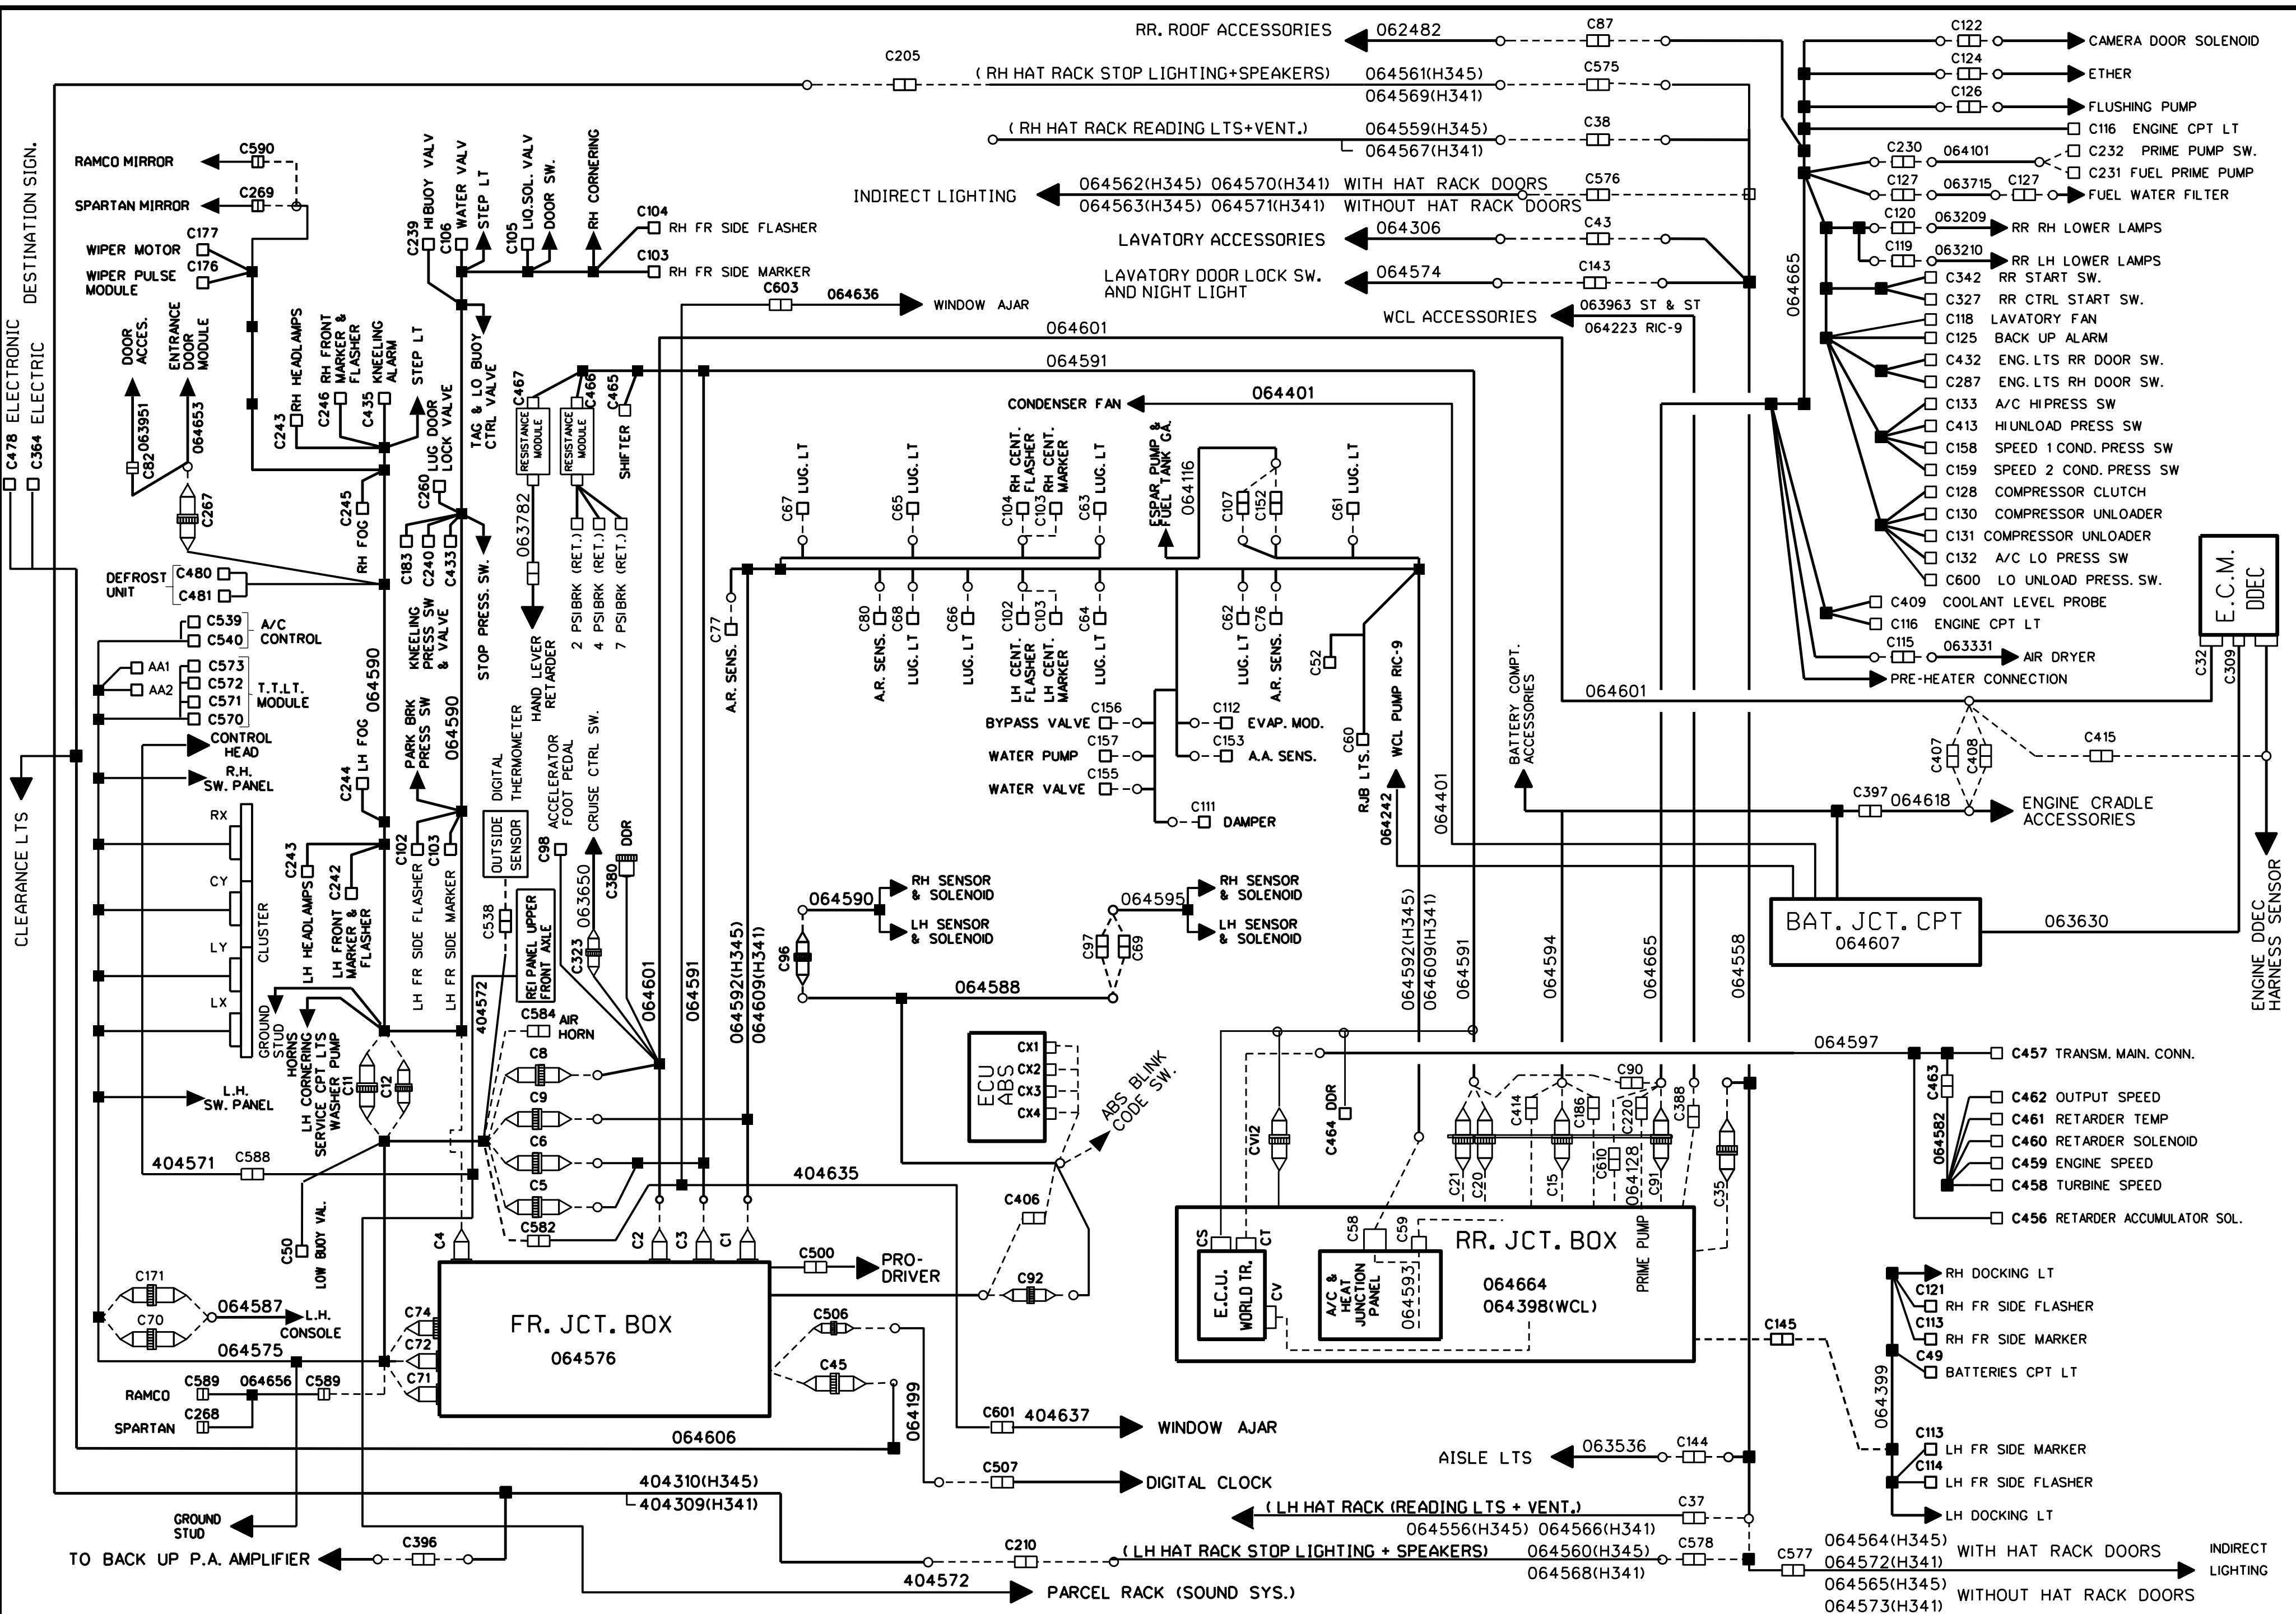 RR. ROOF ACCESSORIES
062482
C87
C205
( RH HAT RACK STOP LIGHTING+SPEAKERS)
064561(H345)
064569(H341)
C575
( RH HAT RACK READING LTS+VENT.)
064559(H345)
064567(H341)
C38
INDIRECT LIGHTING
064562(H345) 064570(H341) WITH HAT RACK DOORS
064563(H345) 064571(H341) WITHOUT HAT RACK DOORS
C576
LAVATORY ACCESSORIES
064306
C43
LAVATORY DOOR LOCK SW.
AND NIGHT LIGHT
064574
C143
WCL ACCESSORIES
063963 ST & ST
064223 RIC-9
C122
CAMERA DOOR SOLENOID
C124
ETHER
C126
FLUSHING PUMP
C116 ENGINE CPT LT
C230
064101
C232 PRIME PUMP SW.
C231 FUEL PRIME PUMP
C127
063715
C127
FUEL WATER FILTER
C120
063209
RR RH LOWER LAMPS
C119
063210
RR LH LOWER LAMPS
C342 RR START SW.
C327 RR CTRL START SW.
C118 LAVATORY FAN
C125 BACK UP ALARM
C432 ENG. LTS RR DOOR SW.
C287 ENG. LTS RH DOOR SW.
C133 A/C HI PRESS SW
C413 HI UNLOAD PRESS SW
C158 SPEED 1 COND. PRESS SW
C159 SPEED 2 COND. PRESS SW
C128 COMPRESSOR CLUTCH
C130 COMPRESSOR UNLOADER
C131 COMPRESSOR UNLOADER
C132 A/C LO PRESS SW
C600 LO UNLOAD PRESS. SW.
C409 COOLANT LEVEL PROBE
C116 ENGINE CPT LT
C115
063331
AIR DRYER
PRE-HEATER CONNECTION
064665
E.C.M.
DDEC
C32
C309
064601
C407
C408
C415
C397
064618
ENGINE CRADLE
ACCESSORIES
BAT. JCT. CPT
064607
063630
ENGINE DDEC
HARNESS SENSOR
C478 ELECTRONIC
C364 ELECTRIC
DESTINATION SIGN.
RAMCO MIRROR
C590
SPARTAN MIRROR
C269
WIPER MOTOR
C177
WIPER PULSE
MODULE
C176
DOOR
ACCES.
ENTRANCE
DOOR
MODULE
C82
063951
064653
C267
C243
RH HEADLAMPS
C246
RH FRONT
MARKER &
FLASHER
C435
KNEELING
ALARM
STEP LT
C239
HI BUOY VALV
C106
WATER VALV
STEP LT
C105
LIQ.SOL. VALV
DOOR SW.
RH CORNERING
C104
RH FR SIDE FLASHER
C103
RH FR SIDE MARKER
TAG & LO BUOY
CTRL VALVE
C260
LUG DOOR
LOCK VALVE
C245
RH FOG
C183
C240
C433
KNEELING
PRESS SW
& VALVE
STOP PRESS. SW.
DEFROST
UNIT
C480
C481
C539
C540
A/C
CONTROL
AA1
AA2
C573
C572
C571
C570
T.T.LT.
MODULE
CONTROL
HEAD
R.H.
SW. PANEL
RX
CY
LY
LX
CLUSTER
L.H.
SW. PANEL
CLEARANCE LTS
064590
C244
LH FOG
064590
PARK BRK
PRESS SW
C102
C103
LH FR SIDE FLASHER
LH FR SIDE MARKER
C243
LH HEADLAMPS
C242
LH FRONT
MARKER &
FLASHER
GROUND
STUD
HORNS
LH CORNERING
SERVICE CPT LTS
WASHER PUMP
C11
C12
404571
C588
C50
LOW BUOY VAL.
C603
064636
WINDOW AJAR
064601
064591
C467
C466
C465
RESISTANCE
MODULE
RESISTANCE
MODULE
SHIFTER
063782
2 PSI BRK (RET.)
4 PSI BRK (RET.)
7 PSI BRK (RET.)
HAND LEVER
RETARDER
DIGITAL
THERMOMETER
OUTSIDE
SENSOR
C538
404572
REI PANEL UPPER
FRONT AXLE
C98
ACCELERATOR
FOOT PEDAL
CRUISE CTRL SW.
C323
063650
C380
DDR
C584
AIR
HORN
C8
C9
C6
C5
C582
404635
064601
064591
064592(H345)
064609(H341)
C77
A.R. SENS.
CONDENSER FAN
064401
C67 LUG. LT
C65 LUG. LT
C104
RH CENT.
FLASHER
C103
RH CENT.
MARKER
C63 LUG. LT
ESPAR PUMP &
FUEL TANK GA.
064116
C107
C152
C61 LUG. LT
C80
A.R. SENS.
C68
LUG. LT
C66
LUG. LT
C102
LH CENT.
FLASHER
C103
LH CENT.
MARKER
C64
LUG. LT
C62
LUG. LT
C76
A.R. SENS.
C52
BYPASS VALVE
C156
WATER PUMP
C157
WATER VALVE
C155
C112
EVAP. MOD.
C153
A.A. SENS.
C111
DAMPER
C60
RJB LTS.
WCL PUMP RIC-9
064242
064401
BATTERY COMPT.
ACCESSORIES
064590
RH SENSOR
& SOLENOID
LH SENSOR
& SOLENOID
C96
064595
RH SENSOR
& SOLENOID
LH SENSOR
& SOLENOID
C97
C69
064588
ECU
ABS
CX1
CX2
CX3
CX4
ABS BLINK
CODE SW.
C406
C92
064592(H345)
064609(H341)
064591
064594
064665
064558
CVI2
C464 DDR
C21
C20
C414
C15
C186
C90
C610
C220
064128
C91
C388
C35
PRIME PUMP
CS
CT
E.C.U.
WORLD TR.
CV
C58
C59
A/C &
HEAT
JUNCTION
PANEL
064593
RR. JCT. BOX
064664
064398(WCL)
064597
C457 TRANSM. MAIN. CONN.
C463
064582
C462 OUTPUT SPEED
C461 RETARDER TEMP
C460 RETARDER SOLENOID
C459 ENGINE SPEED
C458 TURBINE SPEED
C456 RETARDER ACCUMULATOR SOL.
C145
064399
RH DOCKING LT
C121
RH FR SIDE FLASHER
C113
RH FR SIDE MARKER
C49
BATTERIES CPT LT
C113
LH FR SIDE MARKER
C114
LH FR SIDE FLASHER
LH DOCKING LT
C4
C2
C3
C1
FR. JCT. BOX
064576
C74
C72
C71
C500
PRO-
DRIVER
C506
C45
064199
C171
C70
064587
L.H.
CONSOLE
064575
RAMCO
C589
064656
C589
SPARTAN
C268
064606
C601
404637
WINDOW AJAR
C507
DIGITAL CLOCK
404310(H345)
404309(H341)
GROUND
STUD
TO BACK UP P.A. AMPLIFIER
C396
C210
404572
PARCEL RACK (SOUND SYS.)
AISLE LTS
063536
C144
( LH HAT RACK (READING LTS + VENT.)
064556(H345) 064566(H341)
C37
( LH HAT RACK STOP LIGHTING + SPEAKERS)
064560(H345)
064568(H341)
C578
C577
064564(H345)
064572(H341)
WITH HAT RACK DOORS
064565(H345)
064573(H341)
WITHOUT HAT RACK DOORS
INDIRECT
LIGHTING